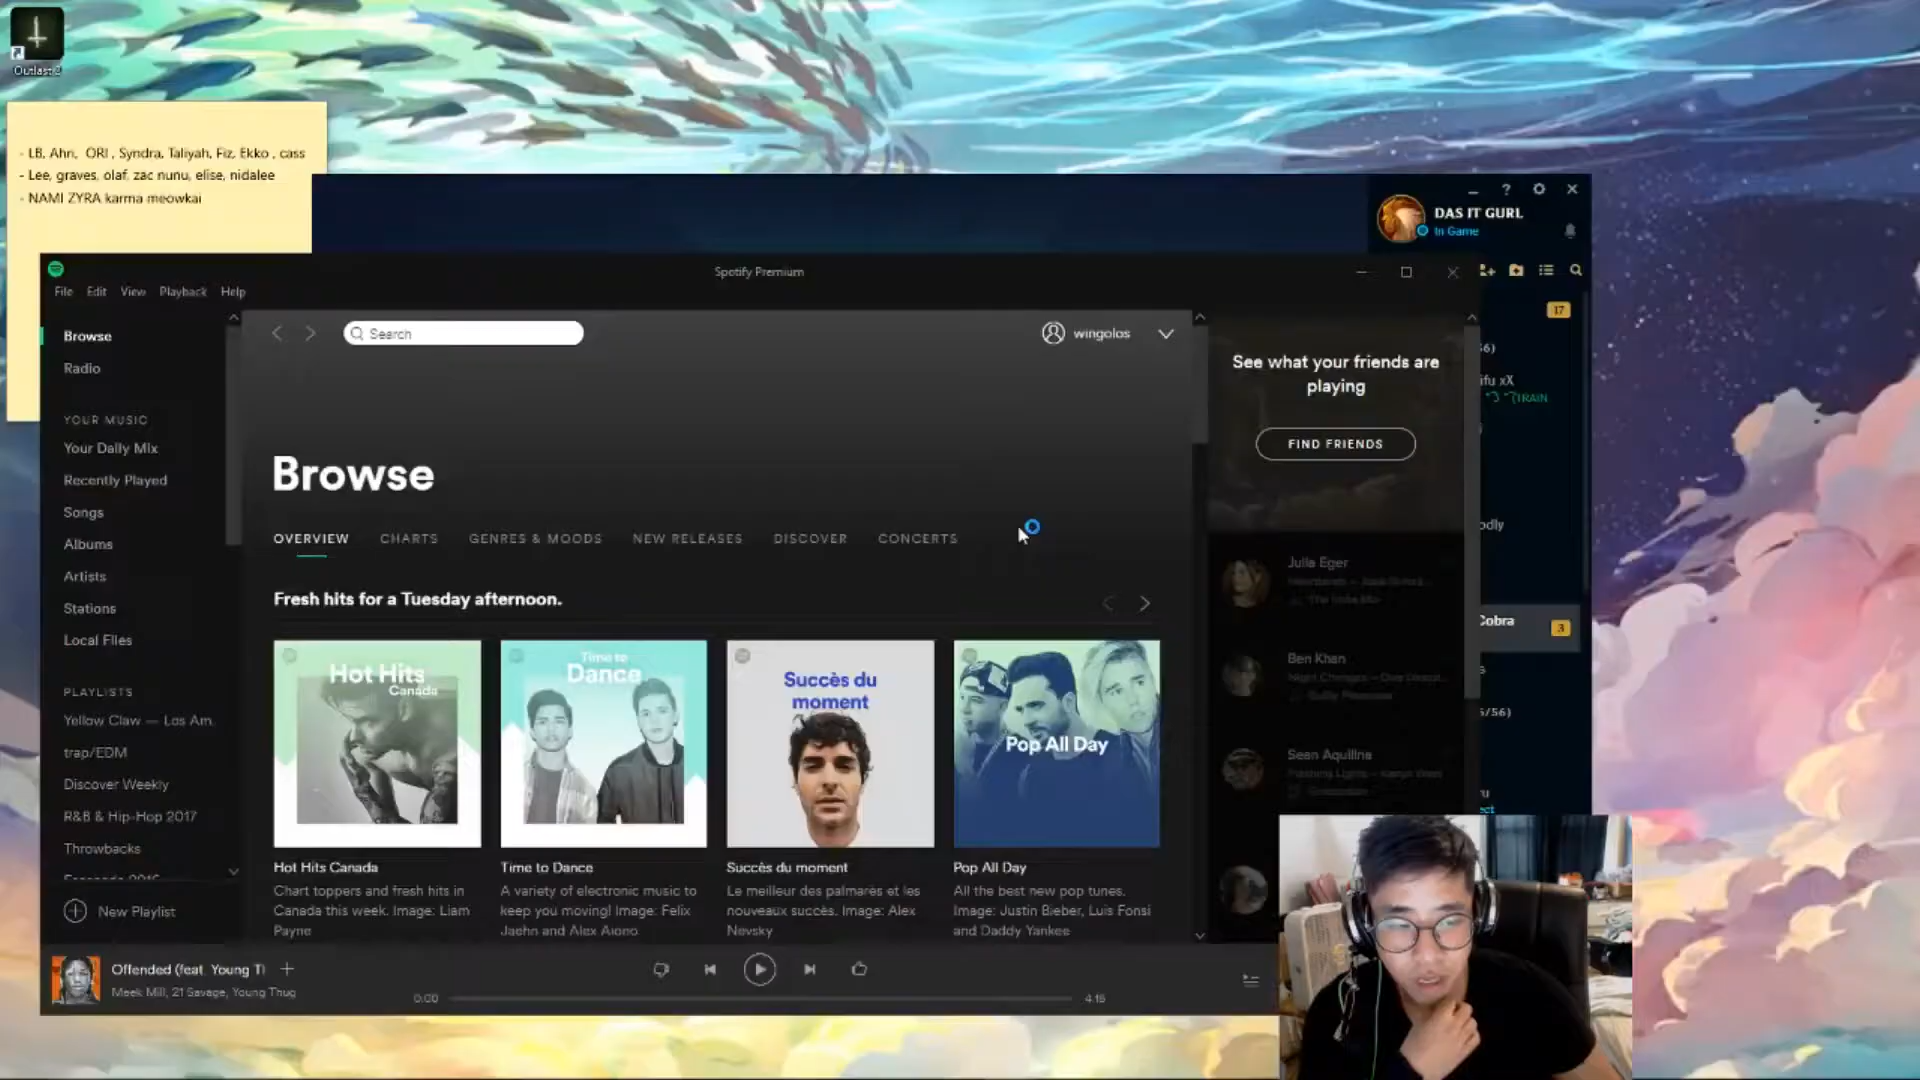 Outlast 2
- LB, Ahri, ORI , Syndra, Taliyah, Fiz, Ekko , cass
- Lee, graves, olaf, zac nunu, elise, nidalee
- NAMI ZYRA karma meowkai
DAS IT GURL
In Game
Spotify Premium
File Edit View Playback Help
17
Browse
Radio
YOUR MUSIC
Your Daily Mix
Recently Played
Songs
Albums
Artists
Stations
Local Files
PLAYLISTS
Yellow Claw — Los Am
trap/EDM
Discover Weekly
R&B & Hip-Hop 2017
Throwbacks
New Playlist
Search
wingolos
Browse
OVERVIEW CHARTS GENRES & MOODS NEW RELEASES DISCOVER CONCERTS
Fresh hits for a Tuesday afternoon.
Hot Hits
Canada
Time to
Dance
Succès du
moment
Pop All Day
Hot Hits Canada
Chart toppers and fresh hits in
Canada this week. Image: Liam
Payne
Time to Dance
A variety of electronic music to
keep you moving! Image: Felix
Jaehn and Alex Aiono
Succès du moment
Le meilleur des palmarès et les
nouveaux succès. Image: Alex
Nevsky
Pop All Day
All the best new pop tunes.
Image: Justin Bieber, Luis Fonsi
and Daddy Yankee
See what your friends are
playing
FIND FRIENDS
Julia Eger
Ben Khan
Sean Aquilina
ifu xX
TRAIN
odly
Cobra
3
/56)
Offended (feat. Young T
Meek Mill, 21 Savage, Young Thug
0:00
4:15